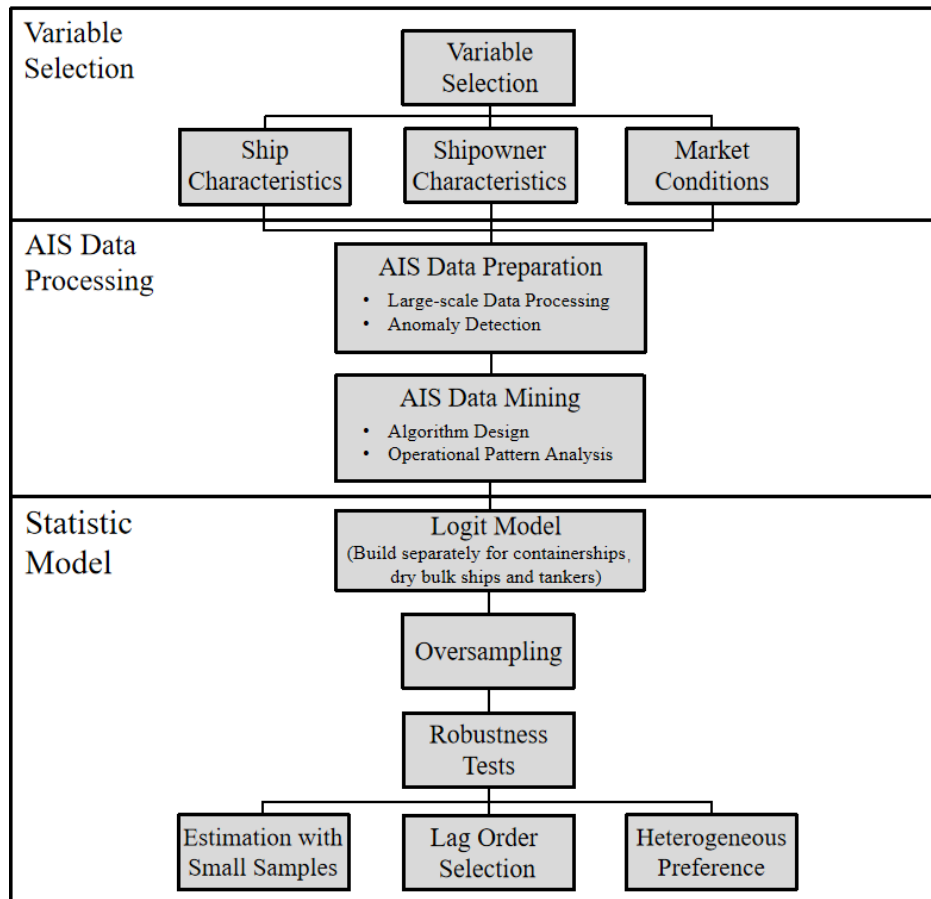 Variable
Selection
Variable
Selection
Ship
Characteristics
Shipowner
Characteristics
Market
Conditions
AIS Data
Processing
AIS Data Preparation
• Large-scale Data Processing
• Anomaly Detection
AIS Data Mining
• Algorithm Design
• Operational Pattern Analysis
Statistic
Model
Logit Model
(Build separately for containerships,
dry bulk ships and tankers)
Oversampling
Robustness
Tests
Estimation with
Small Samples
Lag Order
Selection
Heterogeneous
Preference